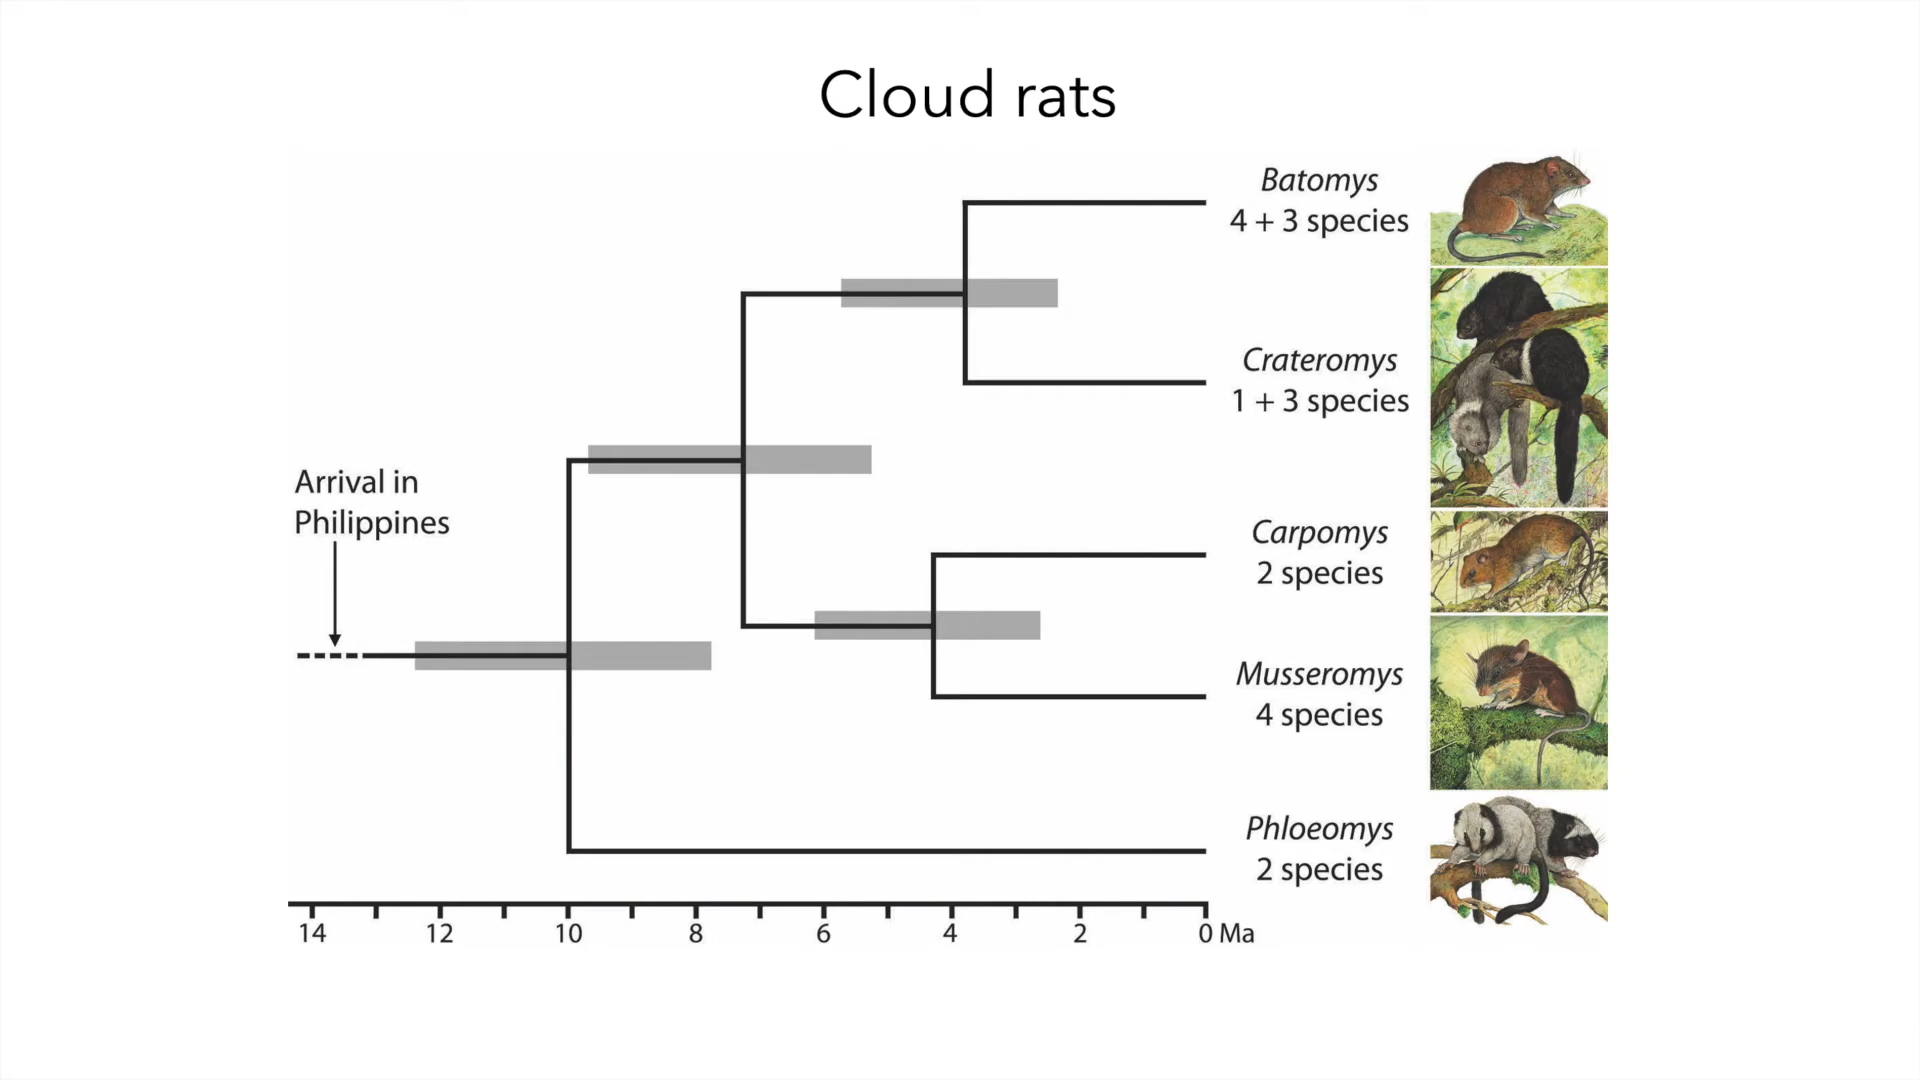 Cloud rats
Batomys
4 + 3 species
Crateromys
1 + 3 species
Arrival in
Philippines
Carpomys
2 species
Musseromys
4 species
Phloeomys
2 species
14 12 10 8 6 4 2 0 Ma